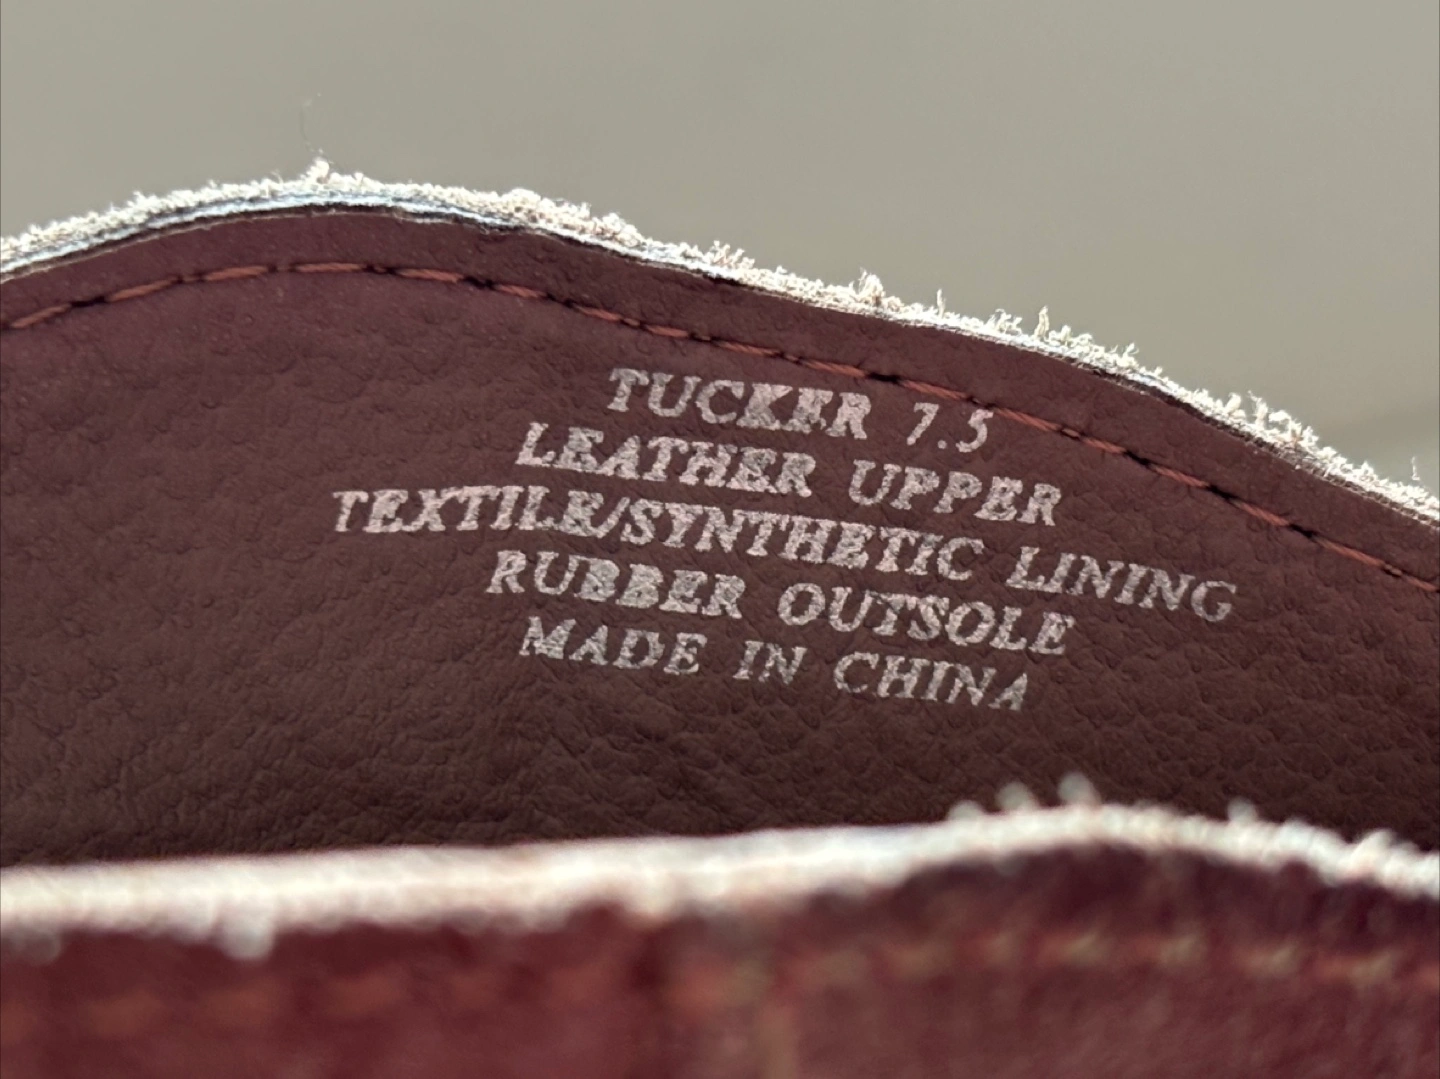 TUCKER 7.5
LEATHER UPPER
TEXTILE/SYNTHETIC LINING
RUBBER OUTSOLE
MADE IN CHINA